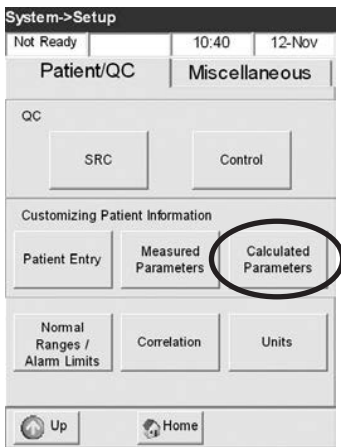 System->Setup
Not Ready 10:40 12-Nov
Patient/QC Miscellaneous
QC
SRC Control
Customizing Patient Information
Patient Entry
Measured
Parameters
Calculated
Parameters
Normal
Ranges /
Alarm Limits
Correlation Units
Up Home